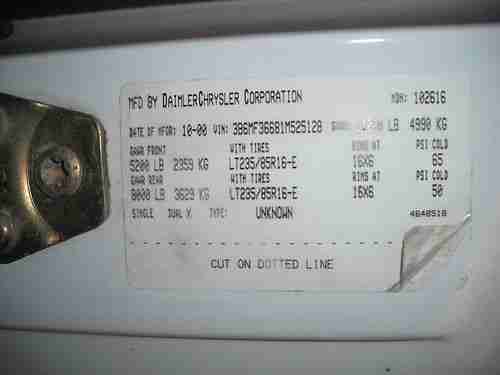 MFD BY DAIMLERCHRYSLER CORPORATION MDH: 102616
DATE OF MFGR: 10-00 VIN: 3B6MF36681M525128 LB 4990 KG
GAWR FRONT WITH TIRES RIMS AT PSI COLD
5200 LB 2359 KG LT235/85R16-E 16X6 65
GAWR REAR WITH TIRES RIMS AT PSI COLD
8000 LB 3629 KG LT235/85R16-E 16X6 50
SINGLE DUAL X TYPE: UNKNOWN 4648518
CUT ON DOTTED LINE